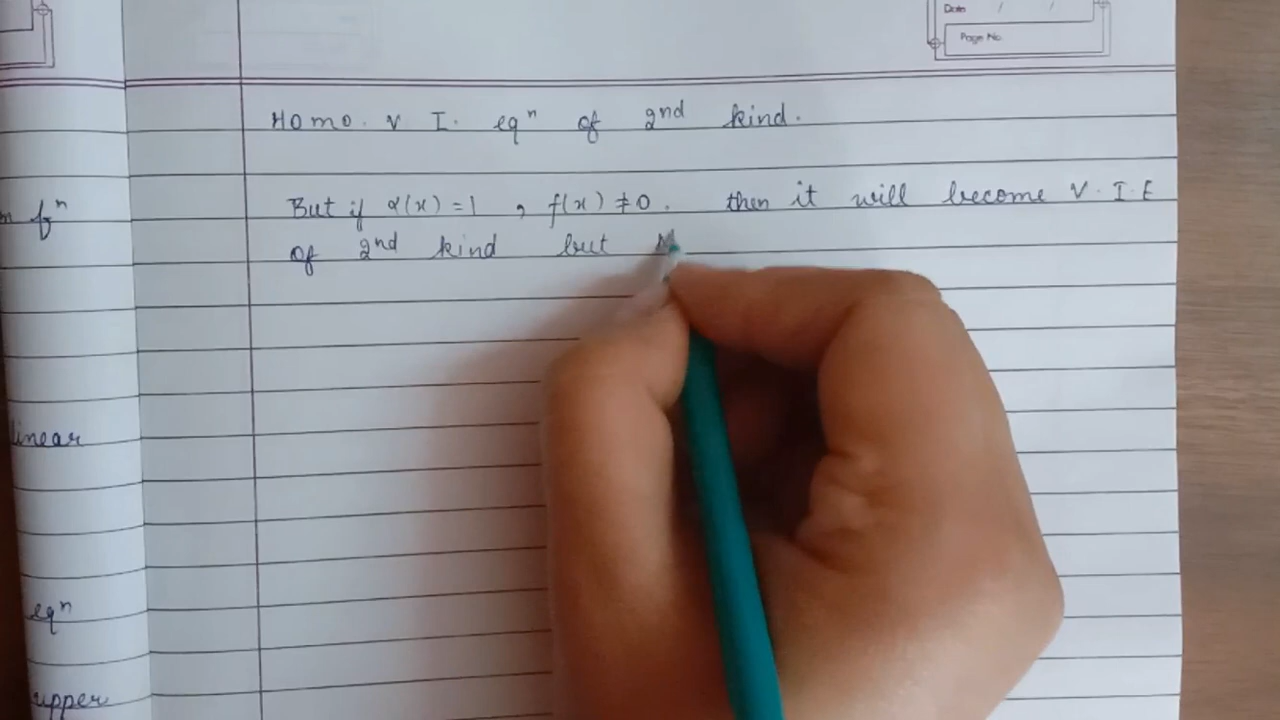 Date / /
Page No.
Homo. V I. eqⁿ of 2nd kind.
But if α(x) = 1 , f(x) ≠ 0. then it will become V.I.E
of 2nd kind but
fⁿ
linear
eqⁿ
upper